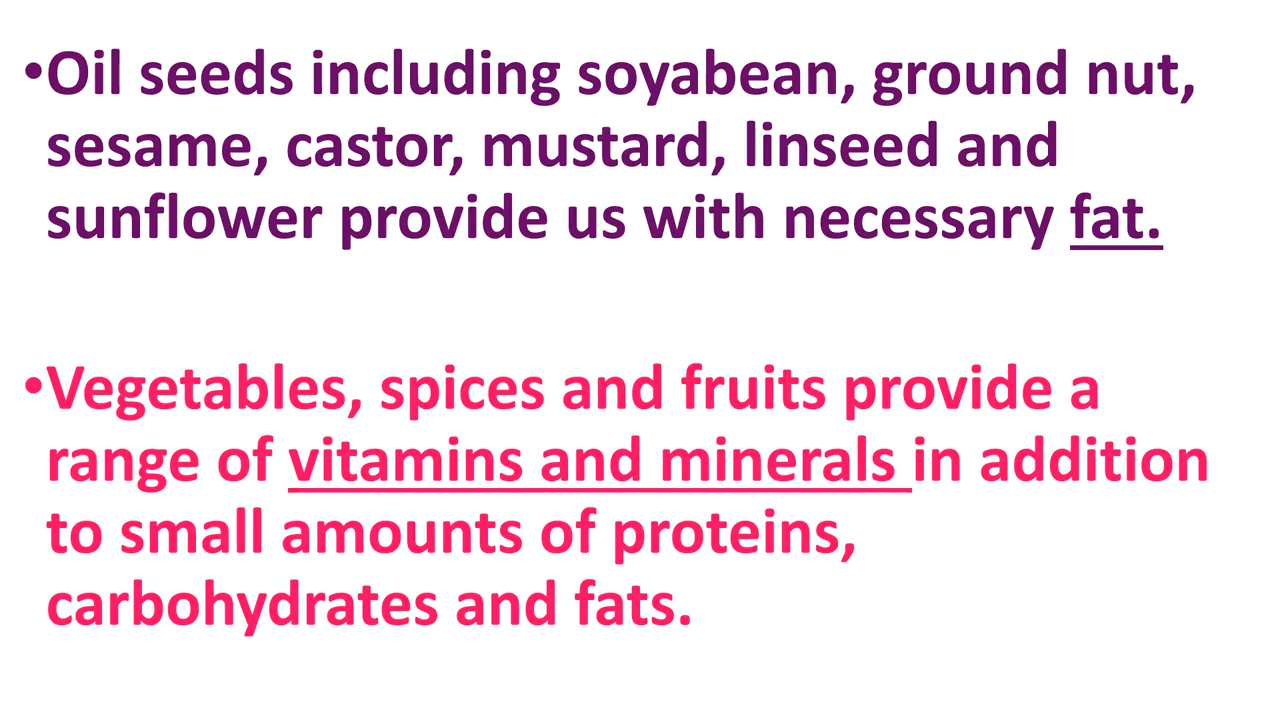 •Oil seeds including soyabean, ground nut,
sesame, castor, mustard, linseed and
sunflower provide us with necessary fat.
•Vegetables, spices and fruits provide a
range of vitamins and minerals in addition
to small amounts of proteins,
carbohydrates and fats.